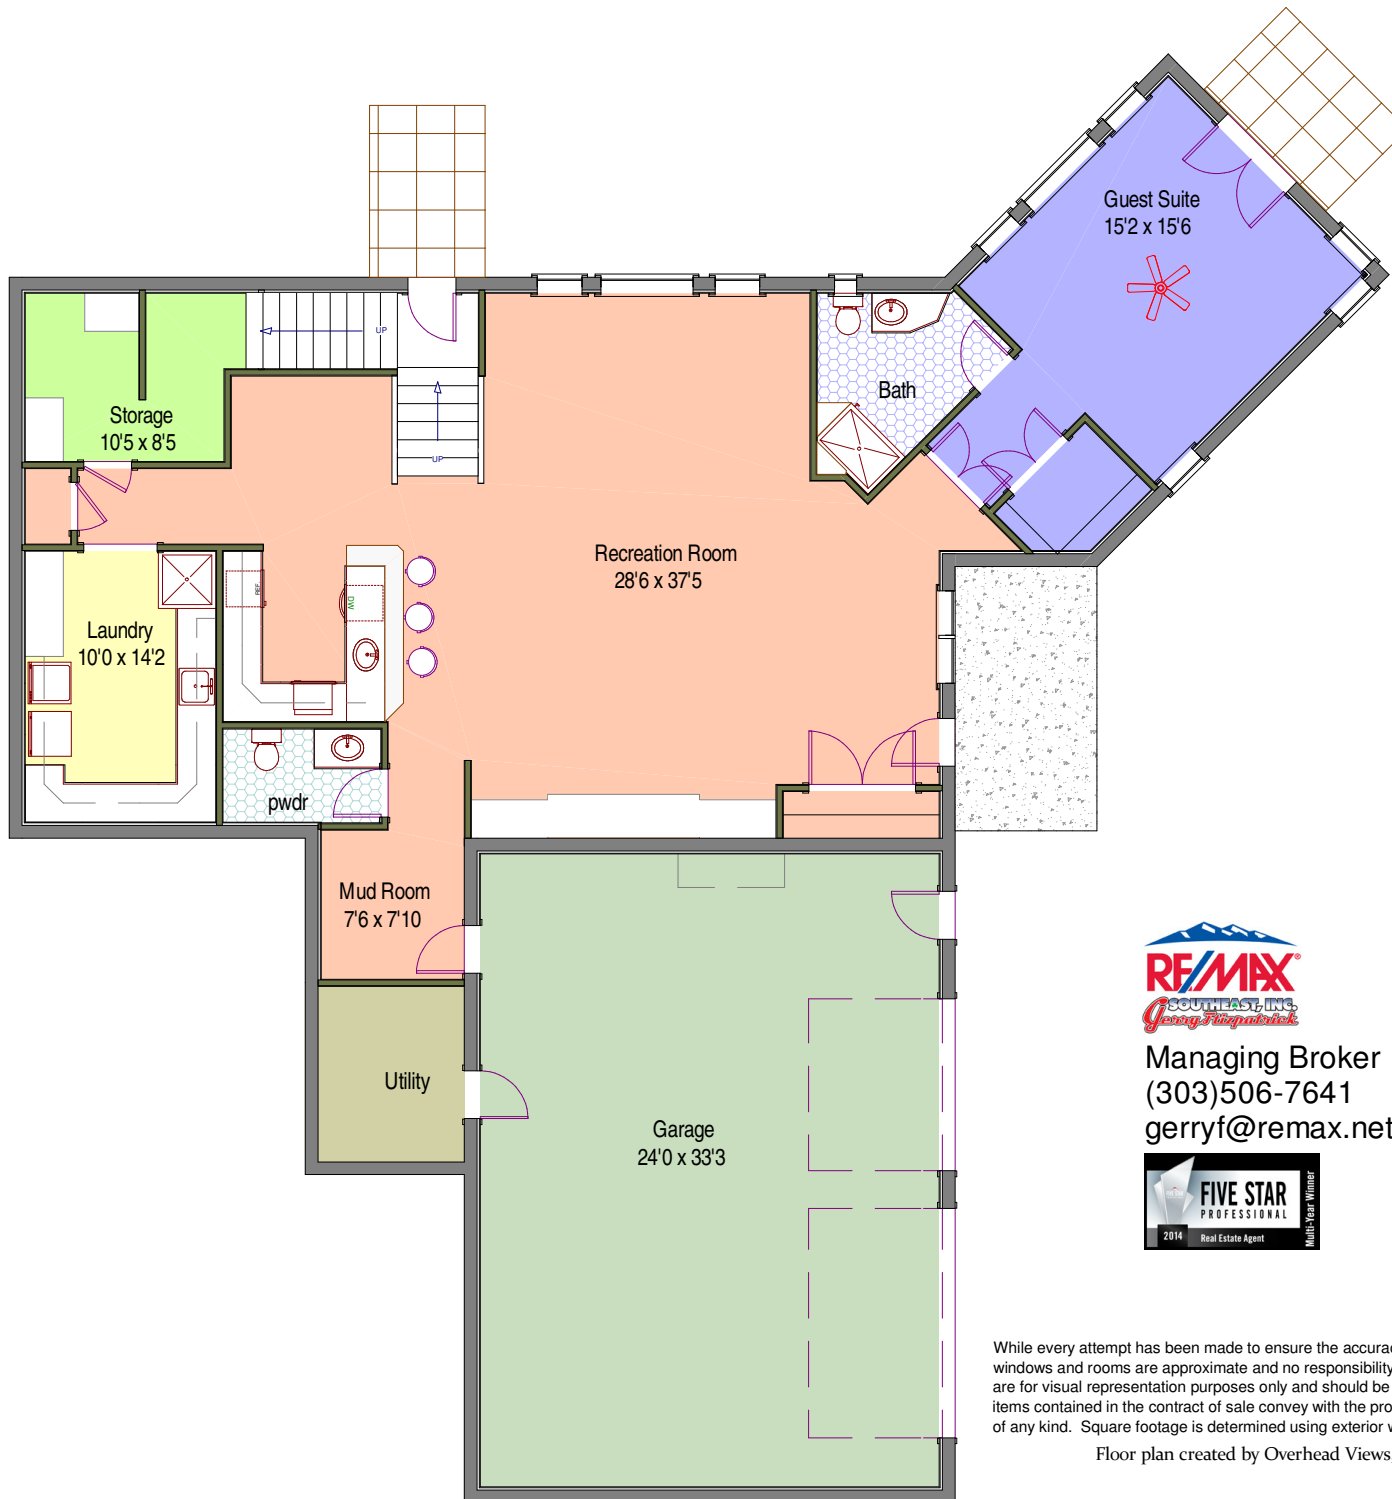 Guest Suite
15'2 x 15'6
UP
UP
Bath
Storage
10'5 x 8'5
Recreation Room
28'6 x 37'5
REF
DW
Laundry
10'0 x 14'2
pwdr
Mud Room
7'6 x 7'10
Utility
Garage
24'0 x 33'3
RE/MAX®
SOUTHEAST, INC.
Gerry Fitzpatrick
Managing Broker
(303)506-7641
gerryf@remax.net
FIVE STAR
PROFESSIONAL
2014
Real Estate Agent
Multi-Year Winner
While every attempt has been made to ensure the accurac
windows and rooms are approximate and no responsibility
are for visual representation purposes only and should be
items contained in the contract of sale convey with the pro
of any kind. Square footage is determined using exterior w
Floor plan created by Overhead Views